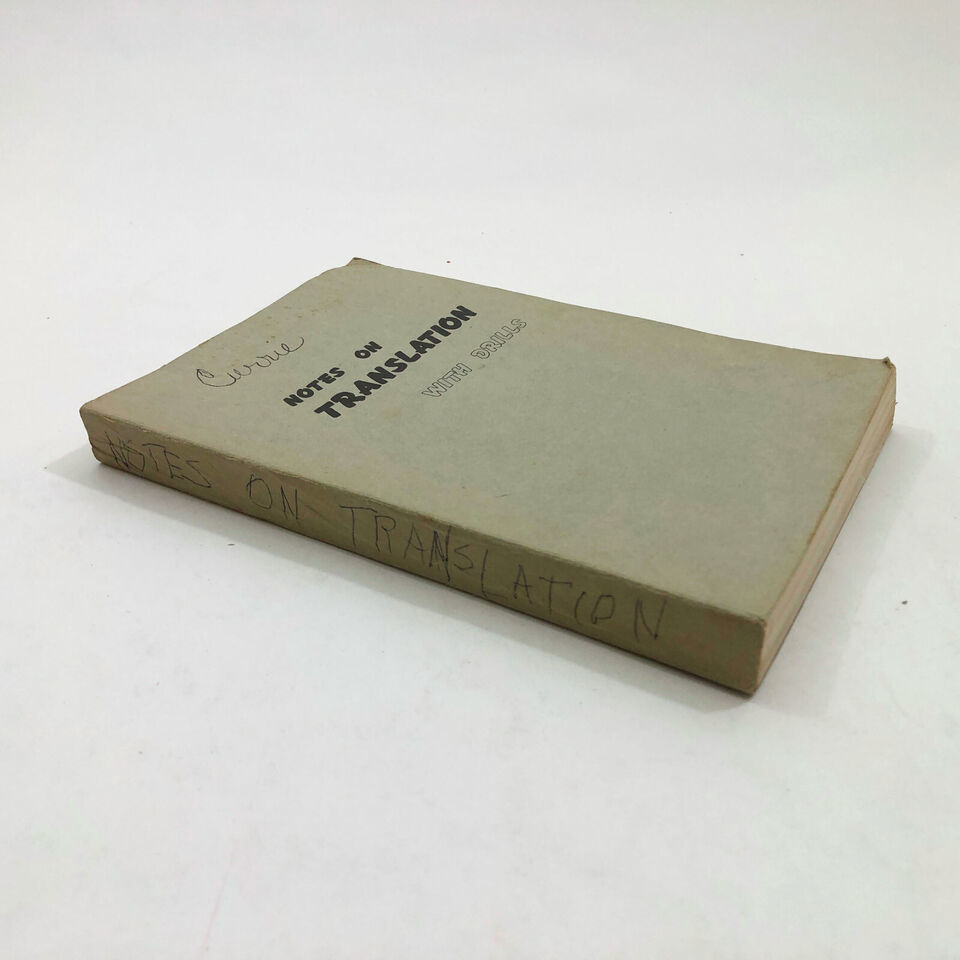 Currie
NOTES ON
TRANSLATION
WITH DRILLS
NOTES ON TRANSLATION